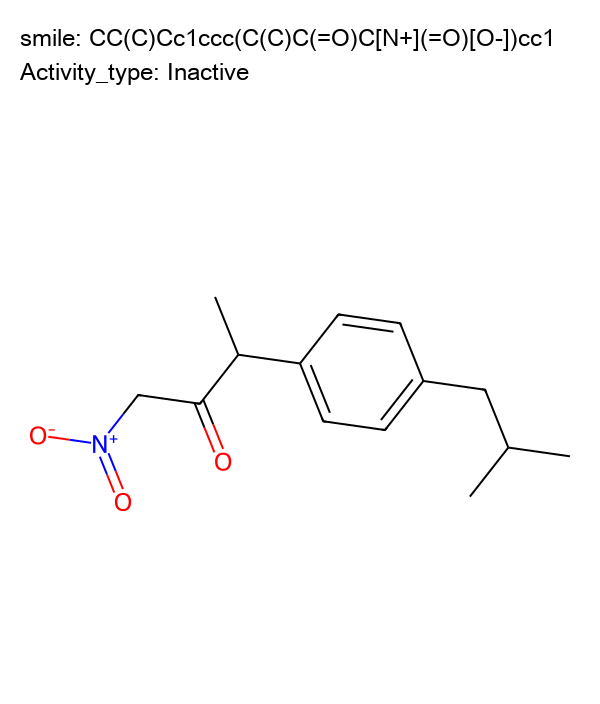 smile: CC(C)Cc1ccc(C(C)C(=O)C[N+](=O)[O-])cc1
Activity_type: Inactive
O-
N+
O
O